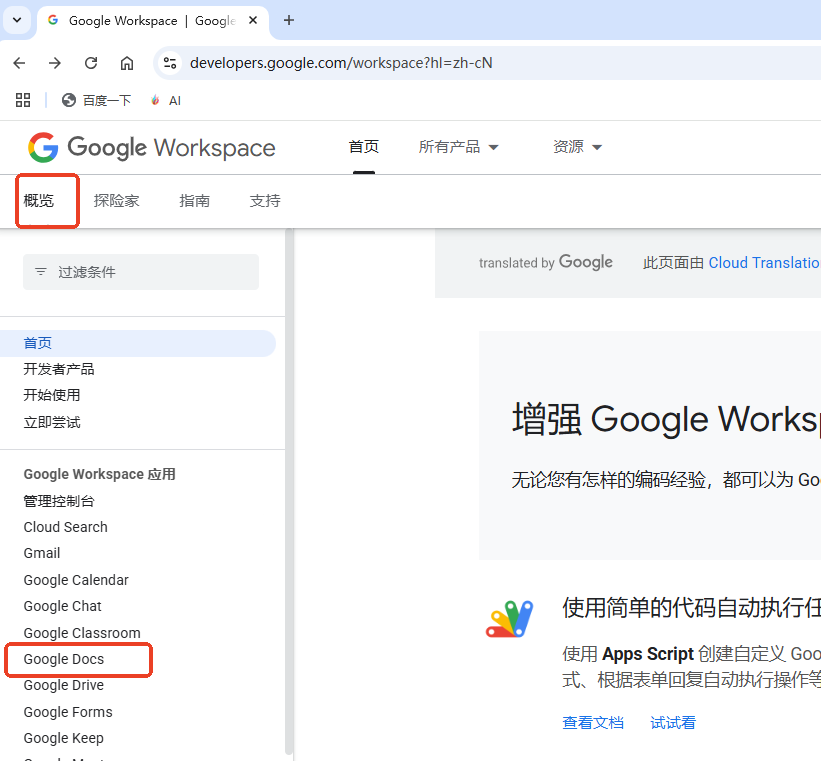 Google Workspace | Google
developers.google.com/workspace?hl=zh-cN
百度一下 AI
Google Workspace 首页 所有产品 资源
概览 探险家 指南 支持
过滤条件
translated by Google 此页面由 Cloud Translatio
首页
开发者产品
开始使用
立即尝试
增强 Google Worksp
无论您有怎样的编码经验，都可以为 Goo
Google Workspace 应用
管理控制台
Cloud Search
Gmail
Google Calendar
Google Chat
Google Classroom
Google Docs
Google Drive
Google Forms
Google Keep
使用简单的代码自动执行任
使用 Apps Script 创建自定义 Goo
式、根据表单回复自动执行操作等
查看文档 试试看